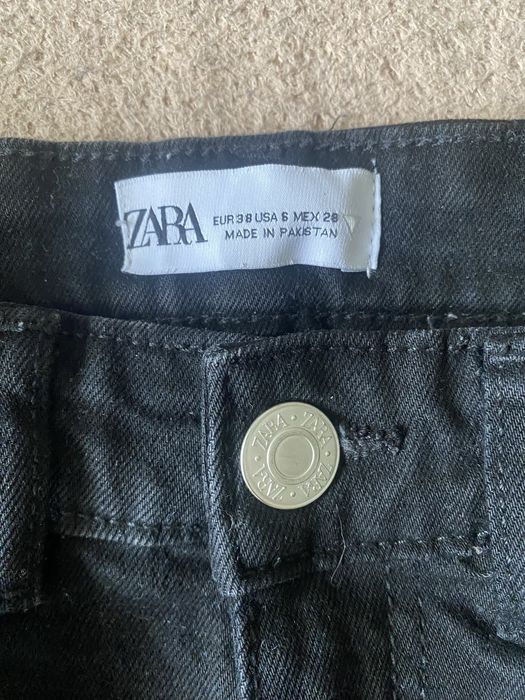 ZARA
EUR 38 USA 6 MEX 28
MADE IN PAKISTAN
ZARA • ZARA • ZARA • ZARA •